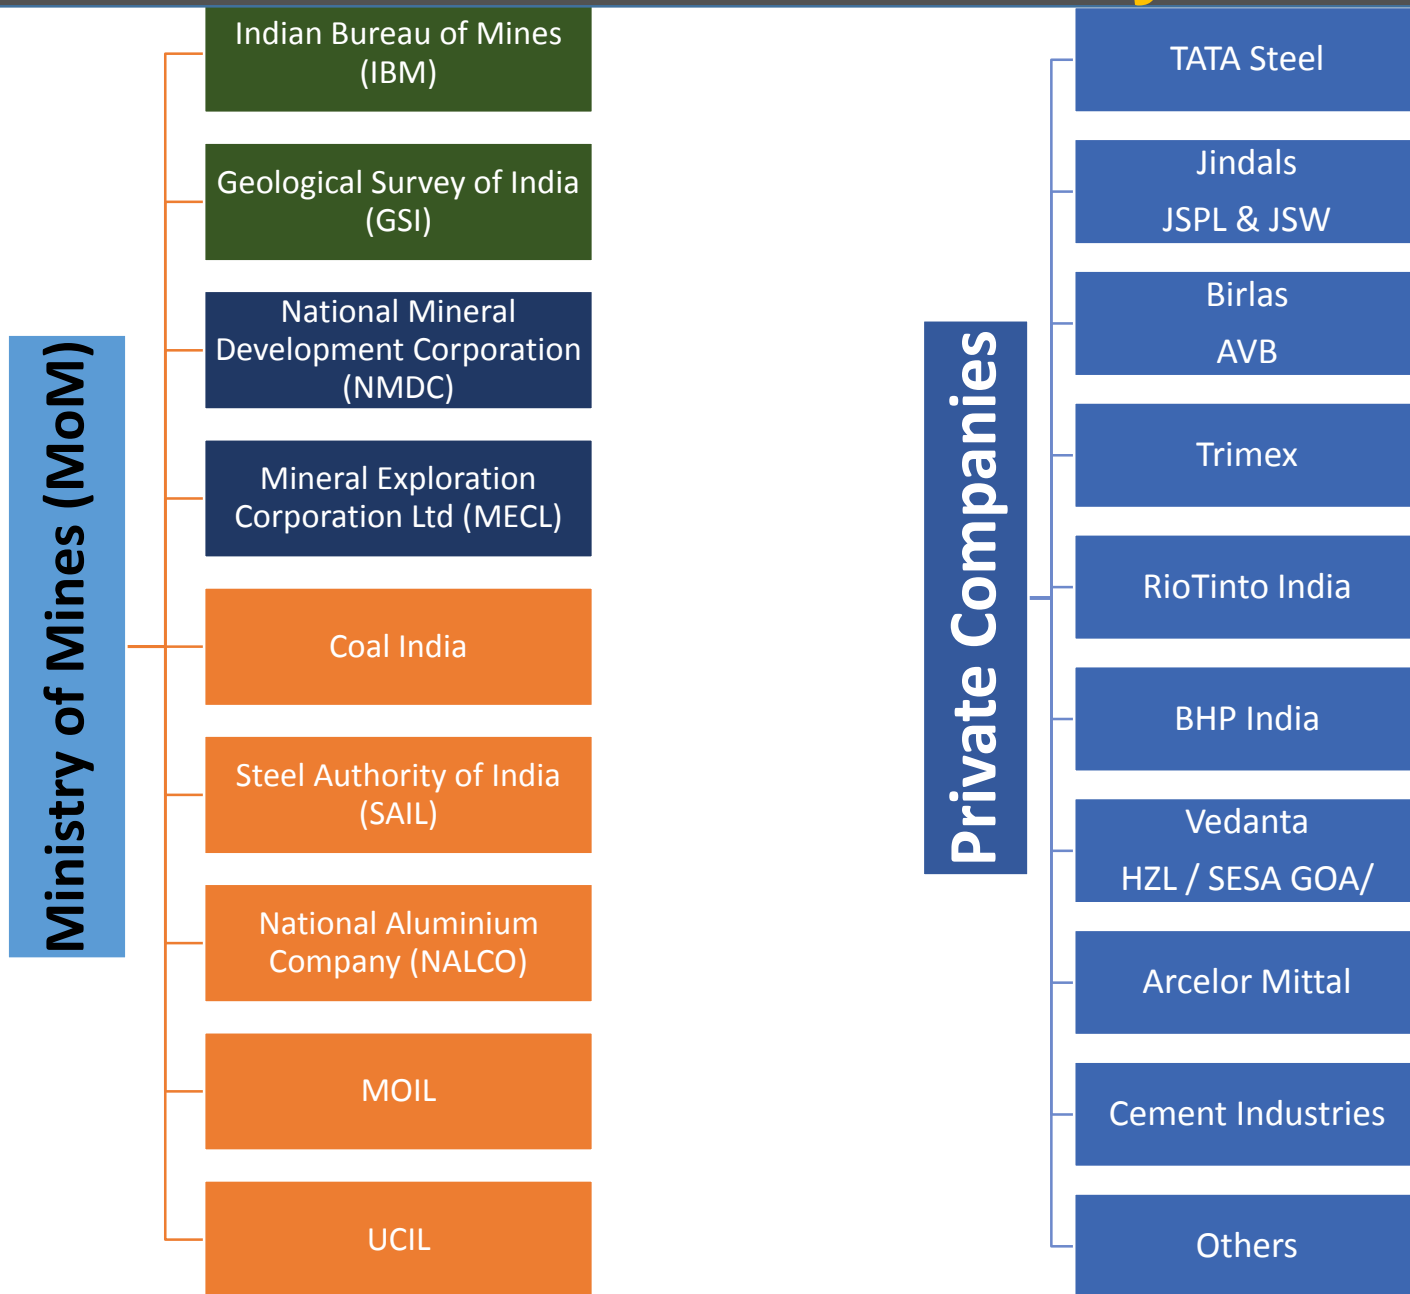 Ministry of Mines (MoM)
Indian Bureau of Mines
(IBM)
Geological Survey of India
(GSI)
National Mineral
Development Corporation
(NMDC)
Mineral Exploration
Corporation Ltd (MECL)
Coal India
Steel Authority of India
(SAIL)
National Aluminium
Company (NALCO)
MOIL
UCIL
Private Companies
TATA Steel
Jindals
JSPL & JSW
Birlas
AVB
Trimex
RioTinto India
BHP India
Vedanta
HZL / SESA GOA/
Arcelor Mittal
Cement Industries
Others